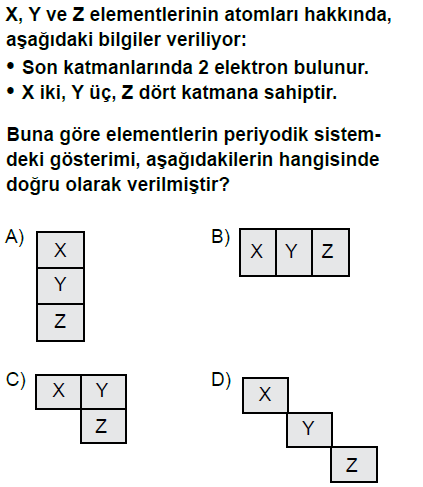 X, Y ve Z elementlerinin atomları hakkında,
aşağıdaki bilgiler veriliyor:
• Son katmanlarında 2 elektron bulunur.
• X iki, Y üç, Z dört katmana sahiptir.
Buna göre elementlerin periyodik sistem-
deki gösterimi, aşağıdakilerin hangisinde
doğru olarak verilmiştir?
A)
X
Y
Z
B)
X Y Z
C)
X Y
Z
D)
X
Y
Z